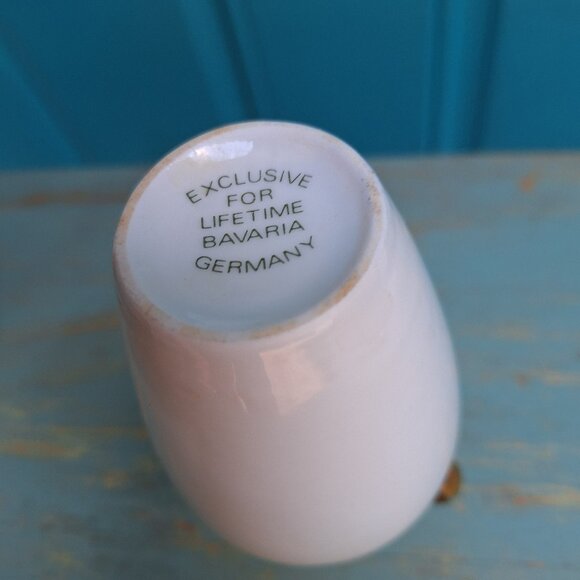 EXCLUSIVE
FOR
LIFETIME
BAVARIA
GERMANY